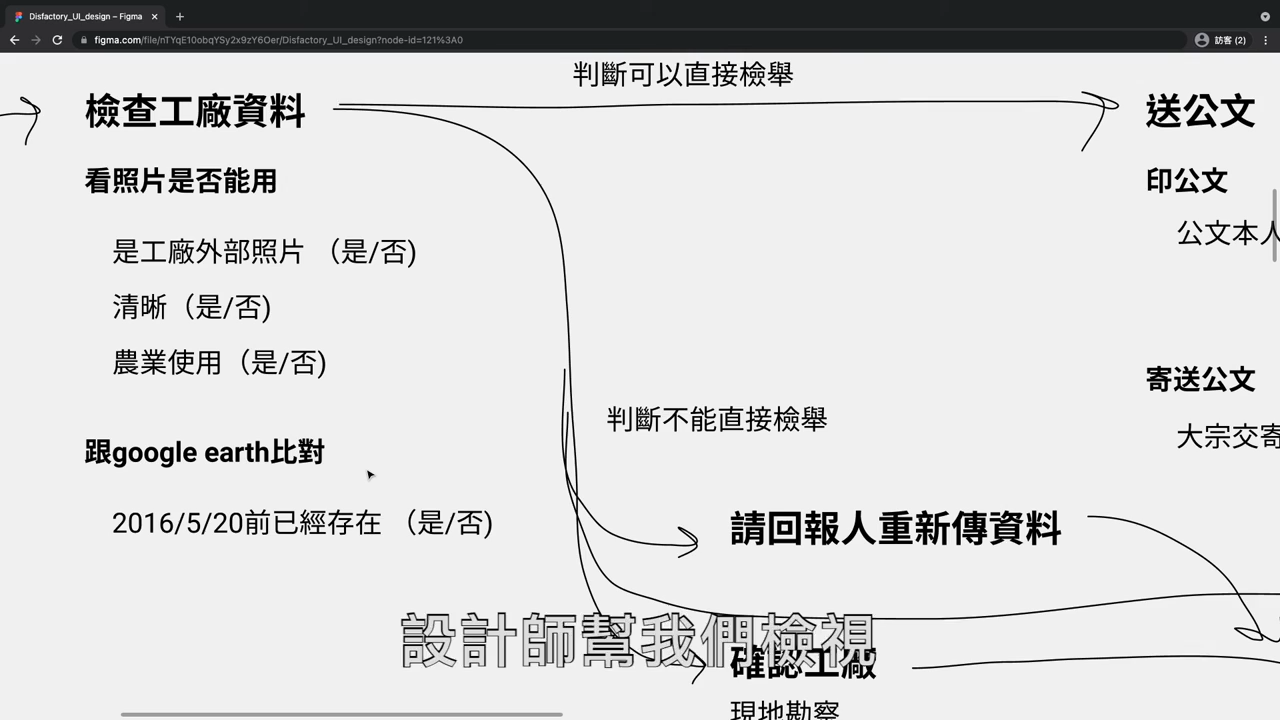 Disfactory_UI_design – Figma
figma.com/file/nTYqE10obqYSy2x9zY6Oer/Disfactory_UI_design?node-id=121%3A0
訪客 (2)
判斷可以直接檢舉
檢查工廠資料
送公文
看照片是否能用
印公文
是工廠外部照片 （是/否)
公文本人
清晰（是/否)
農業使用（是/否)
寄送公文
判斷不能直接檢舉
大宗交寄
跟google earth比對
2016/5/20前已經存在 （是/否)
請回報人重新傳資料
設計師幫我們檢視
確認工廠
現地勘察